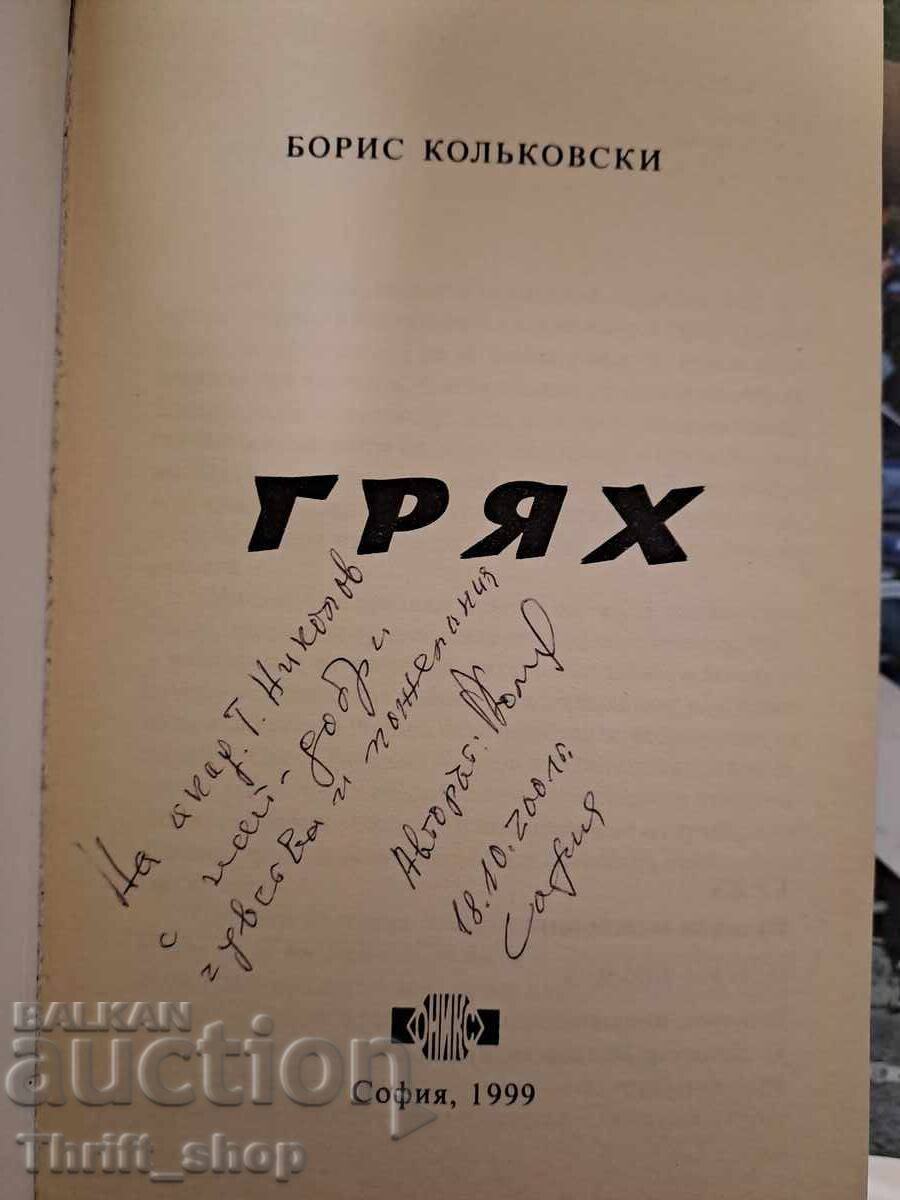 БОРИС КОЛЬКОВСКИ
ГРЯХ
На акад. Т. Николов
с най-добри
чувства и пожелания
Авторът:
18.10.2001г.
София
ОНИКС
София, 1999
BALKAN
auction
Thrift_shop